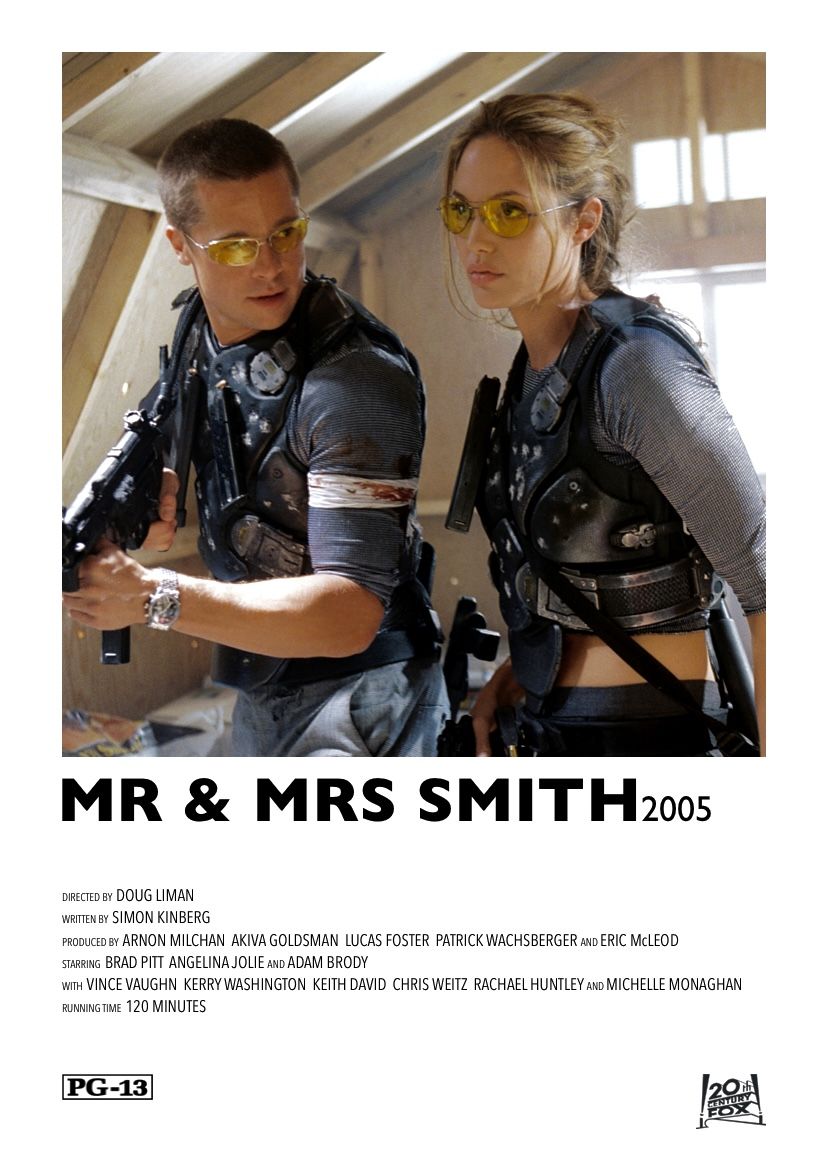 MR & MRS SMITH 2005
DIRECTED BY DOUG LIMAN
WRITTEN BY SIMON KINBERG
PRODUCED BY ARNON MILCHAN AKIVA GOLDSMAN LUCAS FOSTER PATRICK WACHSBERGER AND ERIC McLEOD
STARRING BRAD PITT ANGELINA JOLIE AND ADAM BRODY
WITH VINCE VAUGHN KERRY WASHINGTON KEITH DAVID CHRIS WEITZ RACHAEL HUNTLEY AND MICHELLE MONAGHAN
RUNNING TIME 120 MINUTES
PG-13
20th
CENTURY
FOX